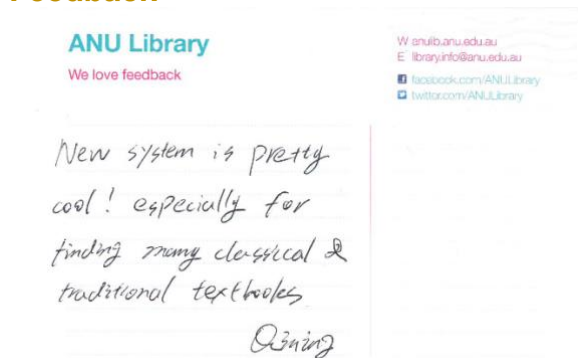 Feedback
ANU Library
We love feedback
W anulib.anu.edu.au
E library.info@anu.edu.au
facebook.com/ANULibrary
twitter.com/ANULibrary
New system is pretty
cool! especially for
finding many classical &
traditional textbooks